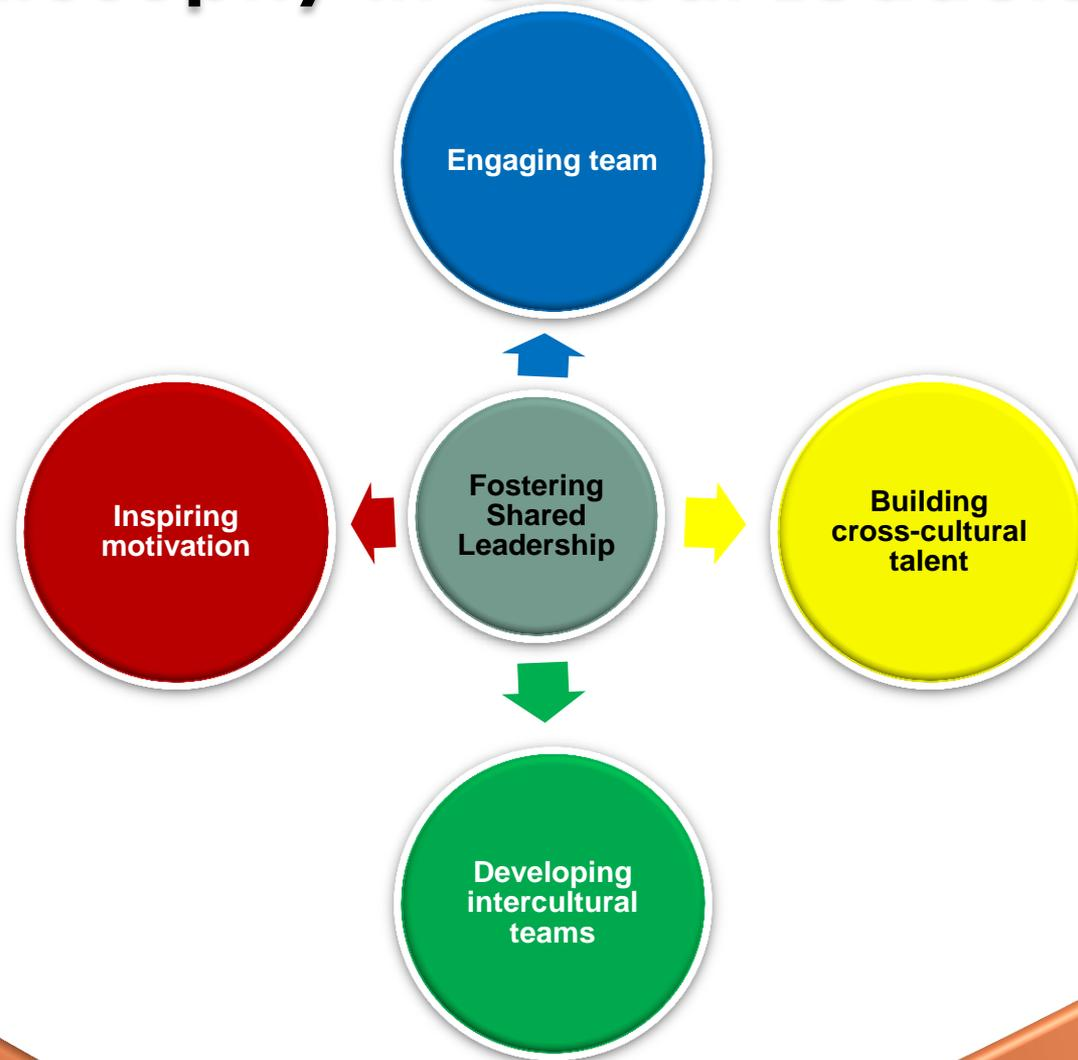 Engaging team
Inspiring
motivation
Fostering
Shared
Leadership
Building
cross-cultural
talent
Developing
intercultural
teams